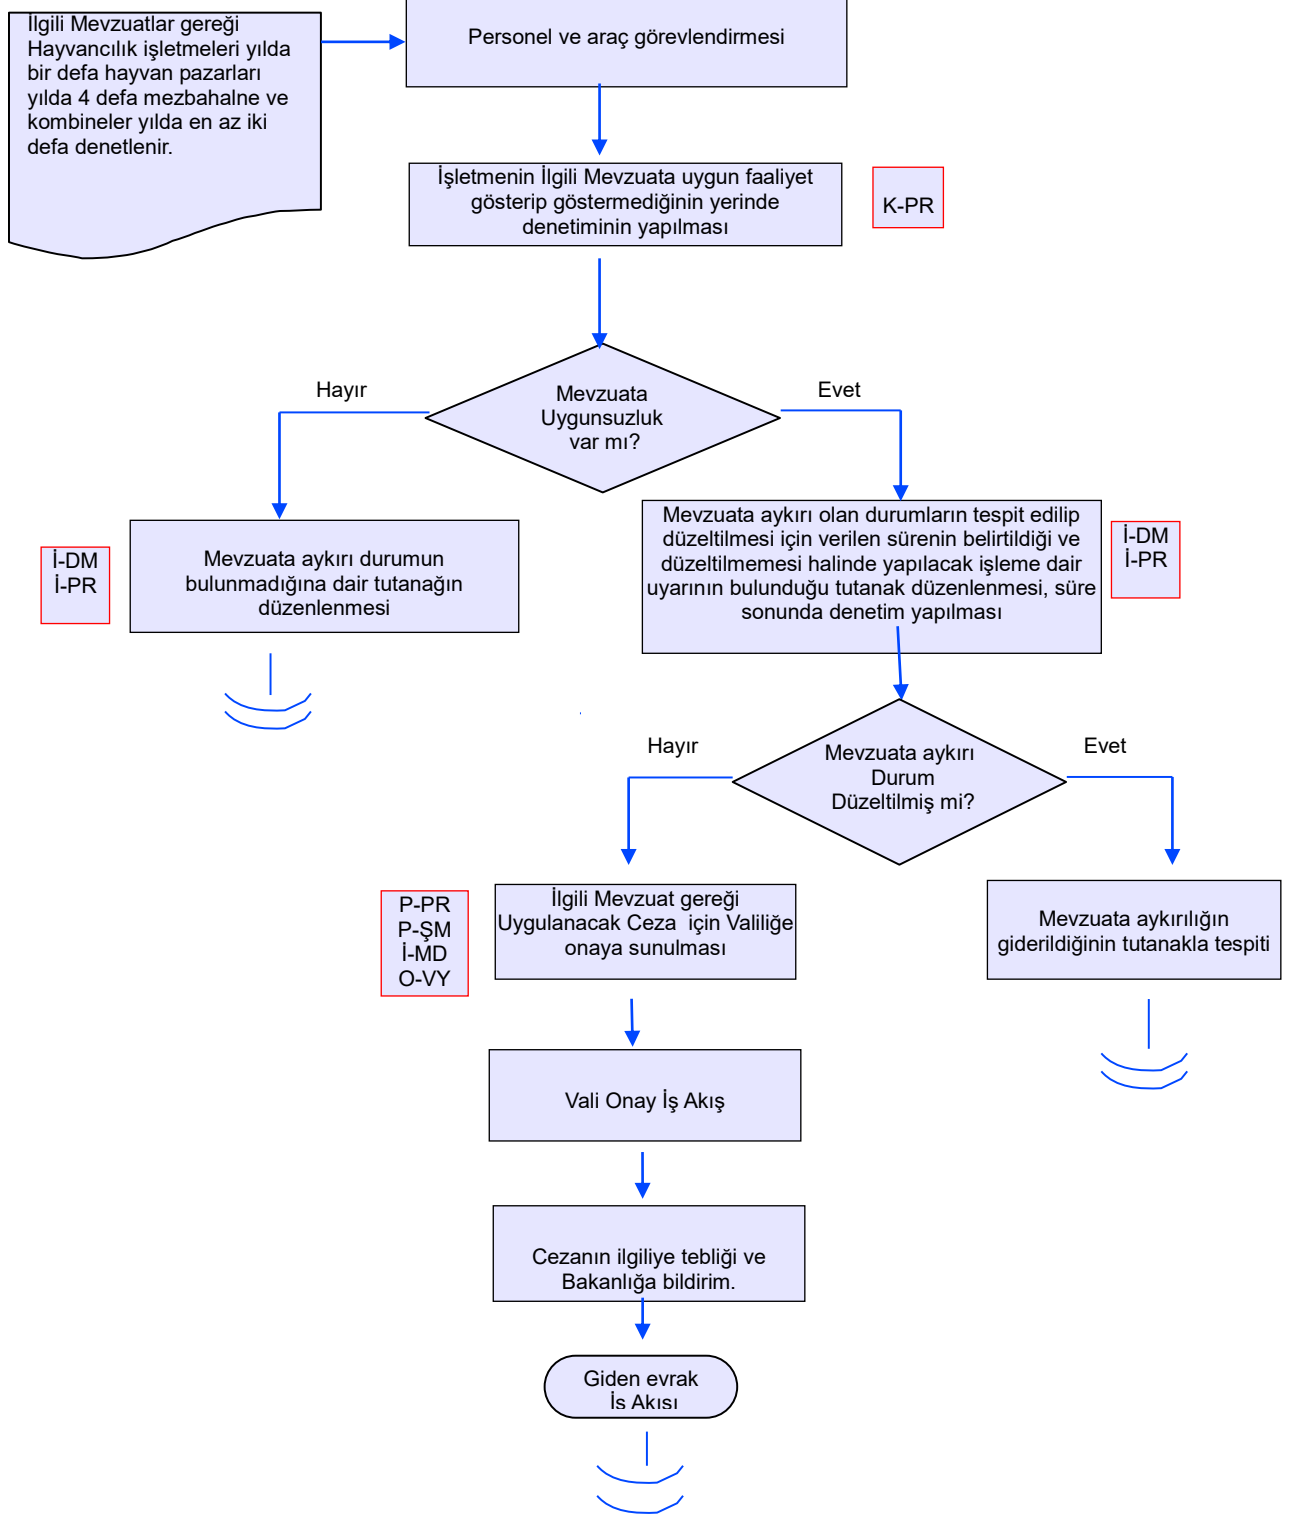 İlgili Mevzuatlar gereği
Hayvancılık işletmeleri yılda
bir defa hayvan pazarları
yılda 4 defa mezbahalne ve
kombineler yılda en az iki
defa denetlenir.
Personel ve araç görevlendirmesi
İşletmenin İlgili Mevzuata uygun faaliyet
gösterip göstermediğinin yerinde
denetiminin yapılması
K-PR
Mevzuata
Uygunsuzluk
var mı?
Hayır
Evet
İ-DM
İ-PR
Mevzuata aykırı durumun
bulunmadığına dair tutanağın
düzenlenmesi
Mevzuata aykırı olan durumların tespit edilip
düzeltilmesi için verilen sürenin belirtildiği ve
düzeltilmemesi halinde yapılacak işleme dair
uyarının bulunduğu tutanak düzenlenmesi, süre
sonunda denetim yapılması
İ-DM
İ-PR
Hayır
Mevzuata aykırı
Durum
Düzeltilmiş mi?
Evet
P-PR
P-ŞM
İ-MD
O-VY
İlgili Mevzuat gereği
Uygulanacak Ceza  için Valiliğe
onaya sunulması
Mevzuata aykırılığın
giderildiğinin tutanakla tespiti
Vali Onay İş Akış
Cezanın ilgiliye tebliği ve
Bakanlığa bildirim.
Giden evrak
İş Akışı